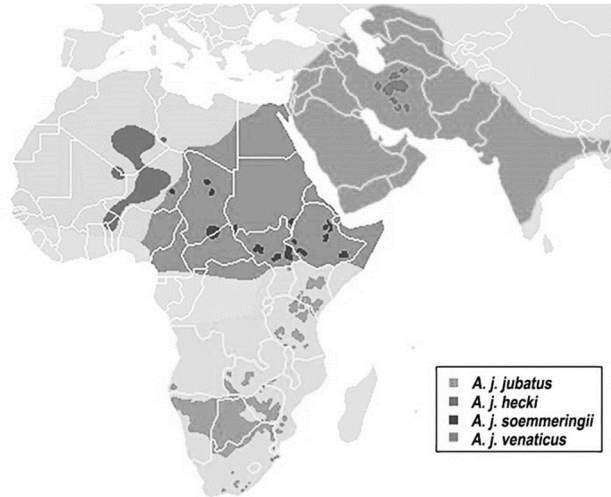 A. j. jubatus
A. j. hecki
A. j. soemmeringii
A. j. venaticus